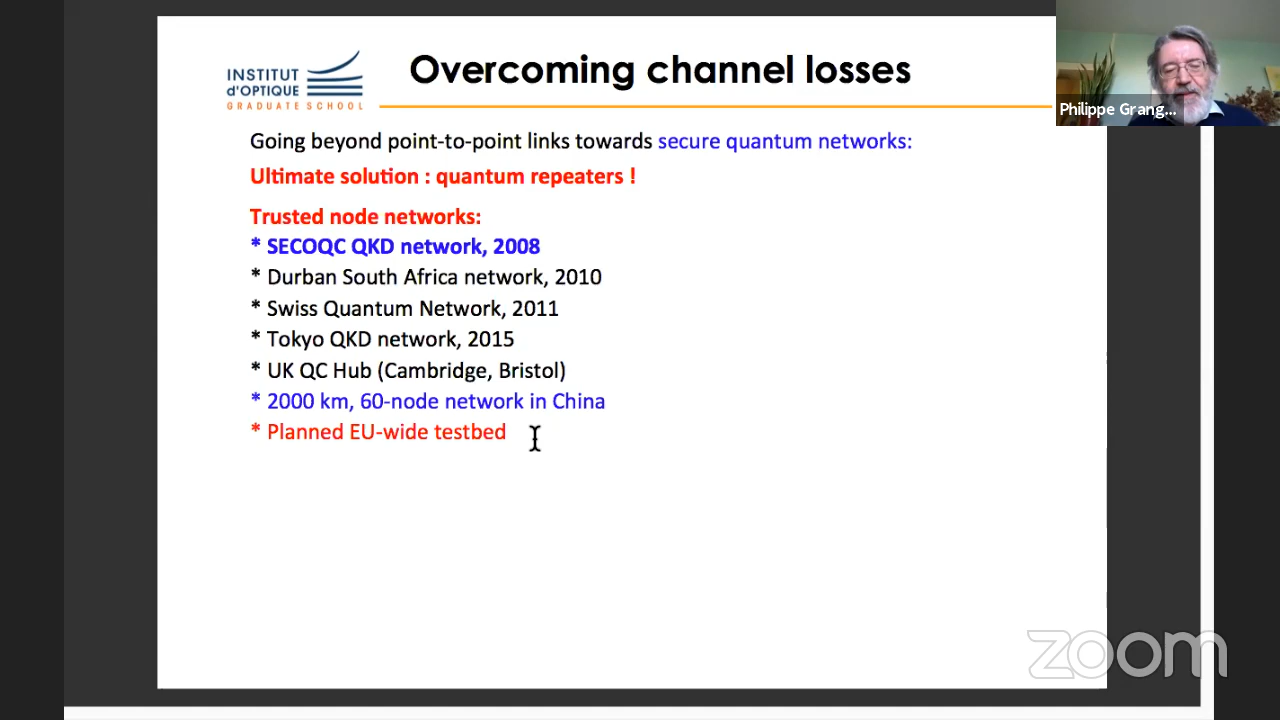 INSTITUT
d'OPTIQUE
GRADUATE SCHOOL
Overcoming channel losses
Philippe Grang...
Going beyond point-to-point links towards secure quantum networks:
Ultimate solution : quantum repeaters !
Trusted node networks:
* SECOQC QKD network, 2008
* Durban South Africa network, 2010
* Swiss Quantum Network, 2011
* Tokyo QKD network, 2015
* UK QC Hub (Cambridge, Bristol)
* 2000 km, 60-node network in China
* Planned EU-wide testbed
zoom